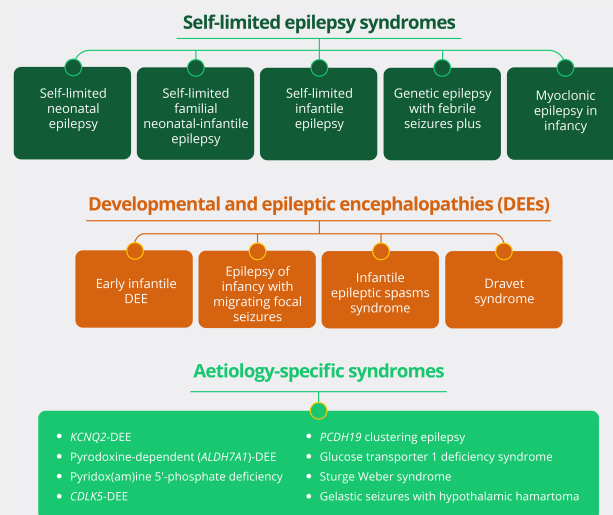 Self-limited epilepsy syndromes
Self-limited
neonatal
epilepsy
Self-limited
familial
neonatal-infantile
epilepsy
Self-limited
infantile
epilepsy
Genetic epilepsy
with febrile
seizures plus
Myoclonic
epilepsy in
infancy
Developmental and epileptic encephalopathies (DEEs)
Early infantile
DEE
Epilepsy of
infancy with
migrating focal
seizures
Infantile
epileptic spasms
syndrome
Dravet
syndrome
Aetiology-specific syndromes
• KCNQ2-DEE
• Pyrodoxine-dependent (ALDH7A1)-DEE
• Pyridox(am)ine 5'-phosphate deficiency
• CDLK5-DEE
• PCDH19 clustering epilepsy
• Glucose transporter 1 deficiency syndrome
• Sturge Weber syndrome
• Gelastic seizures with hypothalamic hamartoma